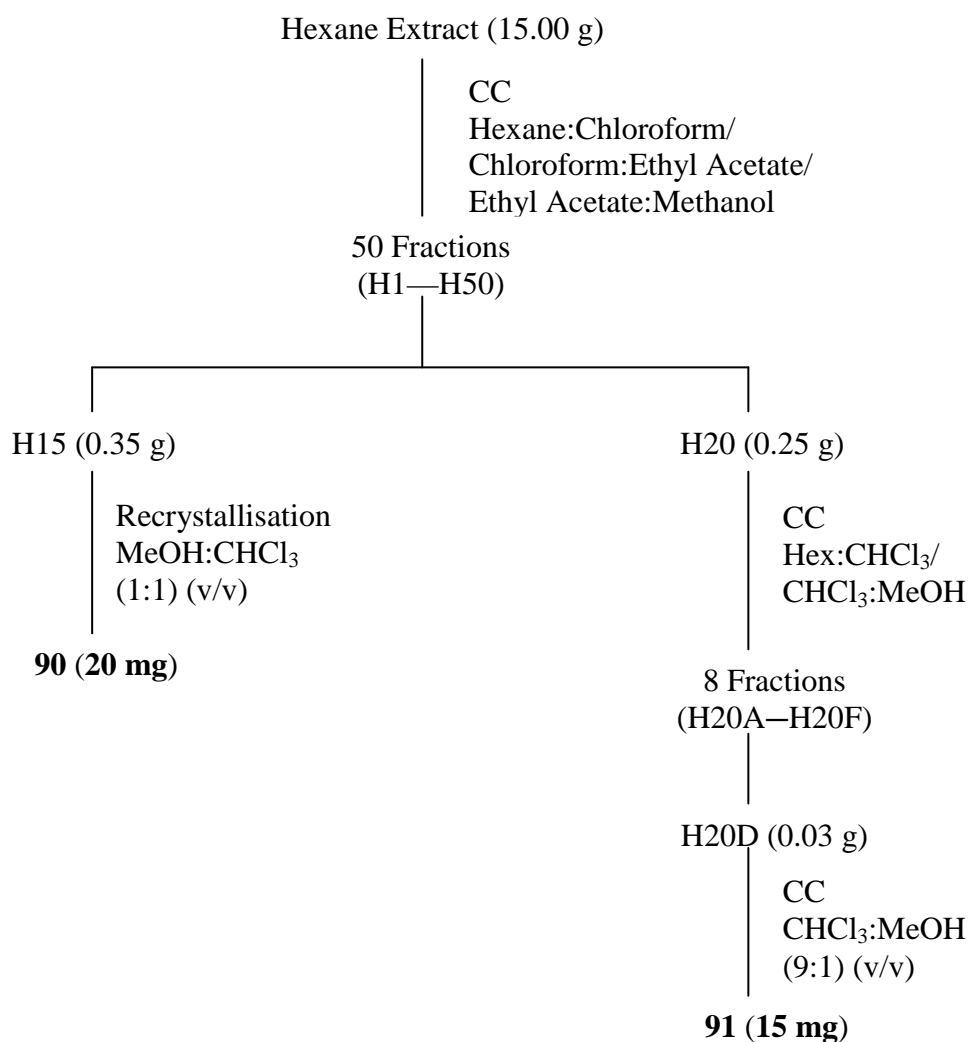 Hexane Extract (15.00 g)
CC
Hexane:Chloroform/
Chloroform:Ethyl Acetate/
Ethyl Acetate:Methanol
50 Fractions
(H1—H50)
H15 (0.35 g)
Recrystallisation
MeOH:CHCl₃
(1:1) (v/v)
90 (20 mg)
H20 (0.25 g)
CC
Hex:CHCl₃/
CHCl₃:MeOH
8 Fractions
(H20A—H20F)
H20D (0.03 g)
CC
CHCl₃:MeOH
(9:1) (v/v)
91 (15 mg)